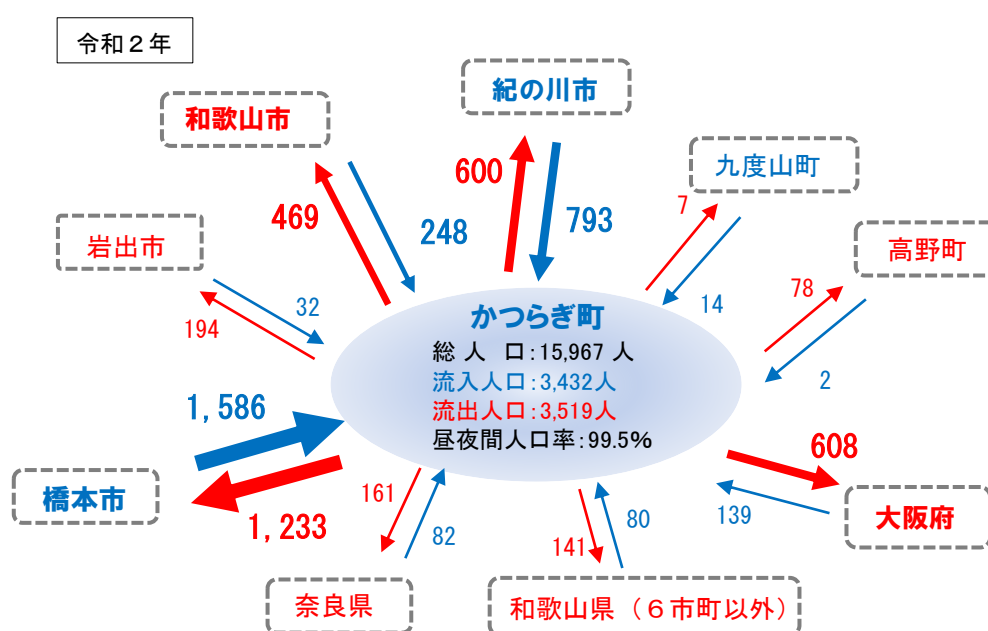 令和２年
紀の川市
和歌山市
九度山町
600
7
469
248
793
岩出市
高野町
78
32
14
194
かつらぎ町
総 人 口：15,967 人
2
流入人口：3,432人
1,586
流出人口：3,519人
昼夜間人口率：99.5%
608
161
橋本市
大阪府
139
80
1,233
82
141
奈良県
和歌山県（６市町以外）